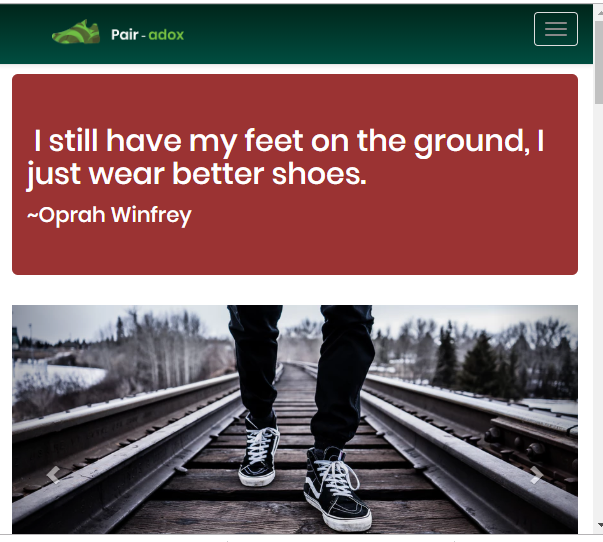 Pair - adox
I still have my feet on the ground, I
just wear better shoes.
~Oprah Winfrey